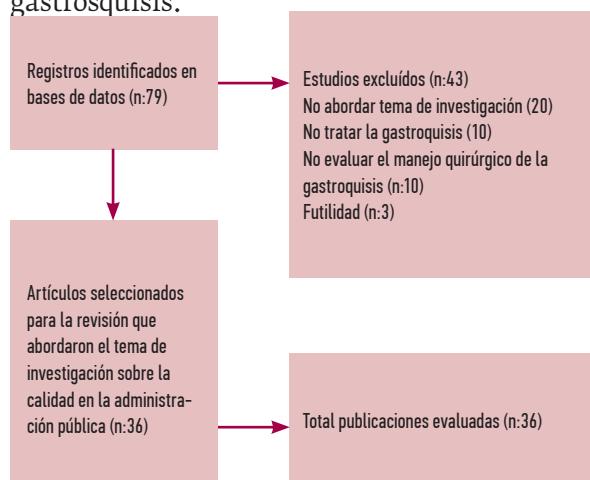 gastrosquisis.
Registros identificados en
bases de datos (n:79)
Estudios excluídos (n:43)
No abordar tema de investigación (20)
No tratar la gastroquisis (10)
No evaluar el manejo quirúrgico de la
gastroquisis (n:10)
Futilidad (n:3)
Artículos seleccionados
para la revisión que
abordaron el tema de
investigación sobre la
calidad en la administra-
ción pública (n:36)
Total publicaciones evaluadas (n:36)